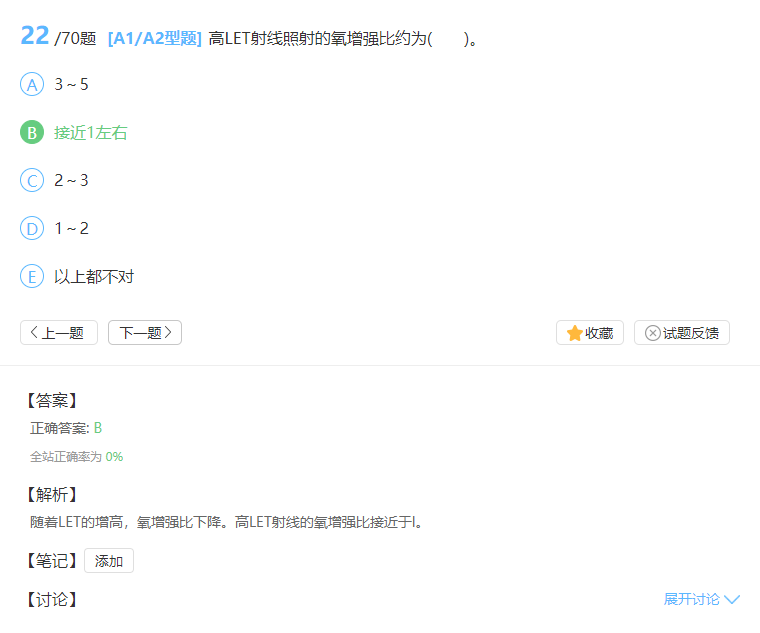 22 /70题 [A1/A2型题] 高LET射线照射的氧增强比约为(　　)。
A 3～5
B 接近1左右
C 2～3
D 1～2
E 以上都不对
上一题 下一题 收藏 试题反馈
【答案】
正确答案: B
全站正确率为 0%
【解析】
随着LET的增高，氧增强比下降。高LET射线的氧增强比接近于l。
【笔记】 添加
【讨论】 展开讨论